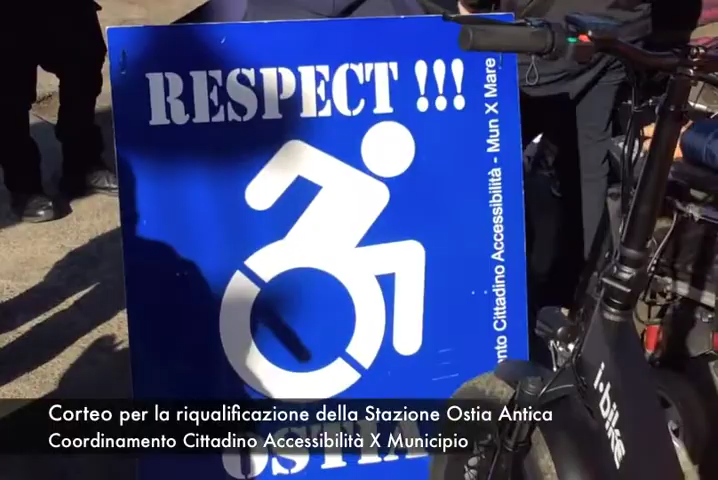 RESPECT !!!
nto Cittadino Accessibilità - Mun X Mare
i-bike
Corteo per la riqualificazione della Stazione Ostia Antica
Coordinamento Cittadino Accessibilità X Municipio
OSTIA